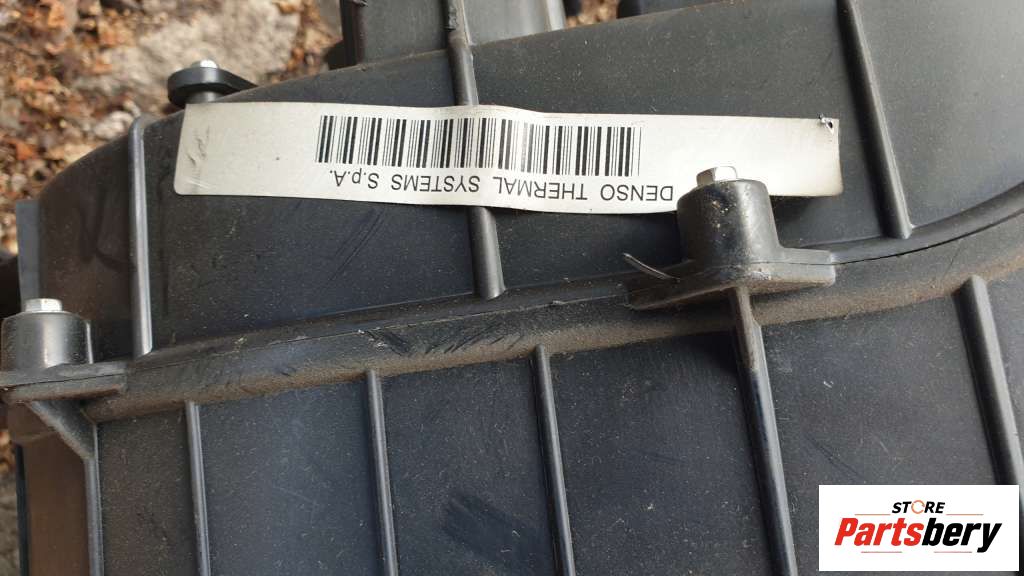 DENSO THERMAL SYSTEMS S.p.A.
STORE
Partsbery